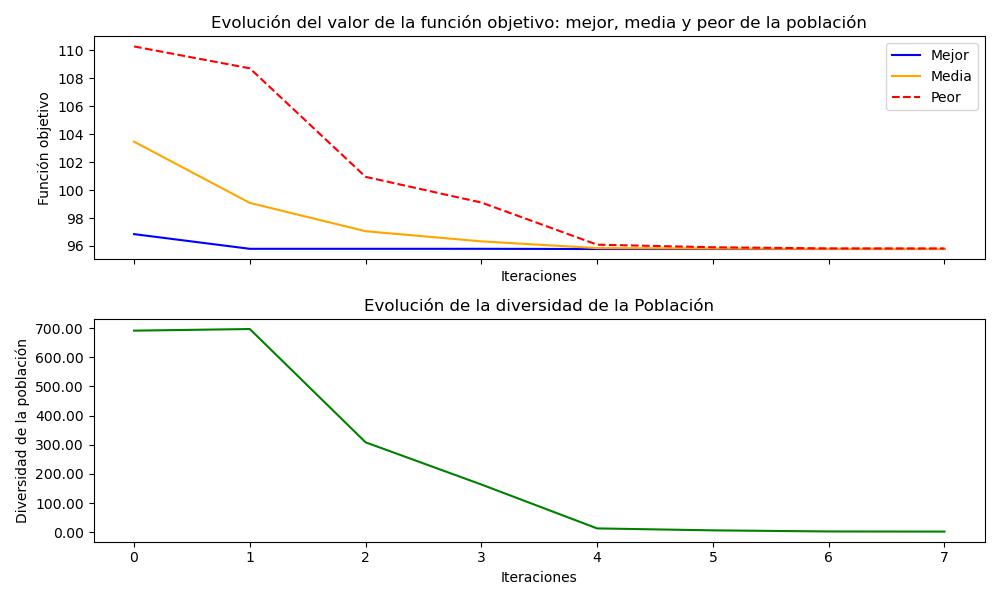 Evolución del valor de la función objetivo: mejor, media y peor de la población
Función objetivo
110
108
106
104
102
100
98
96
Mejor
Media
Peor
Iteraciones
Evolución de la diversidad de la Población
Diversidad de la población
700.00
600.00
500.00
400.00
300.00
200.00
100.00
0.00
0 1 2 3 4 5 6 7
Iteraciones